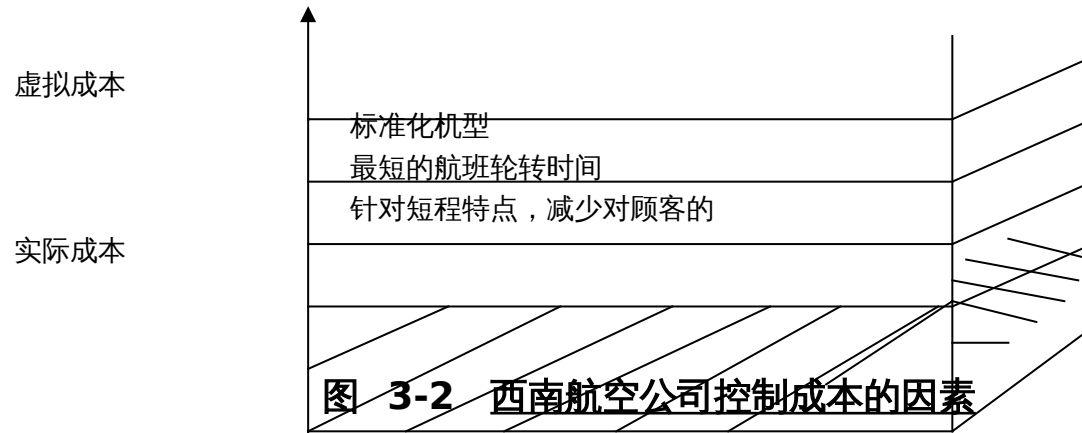 虚拟成本
标准化机型
最短的航班轮转时间
针对短程特点，减少对顾客的
实际成本
图 3-2 西南航空公司控制成本的因素